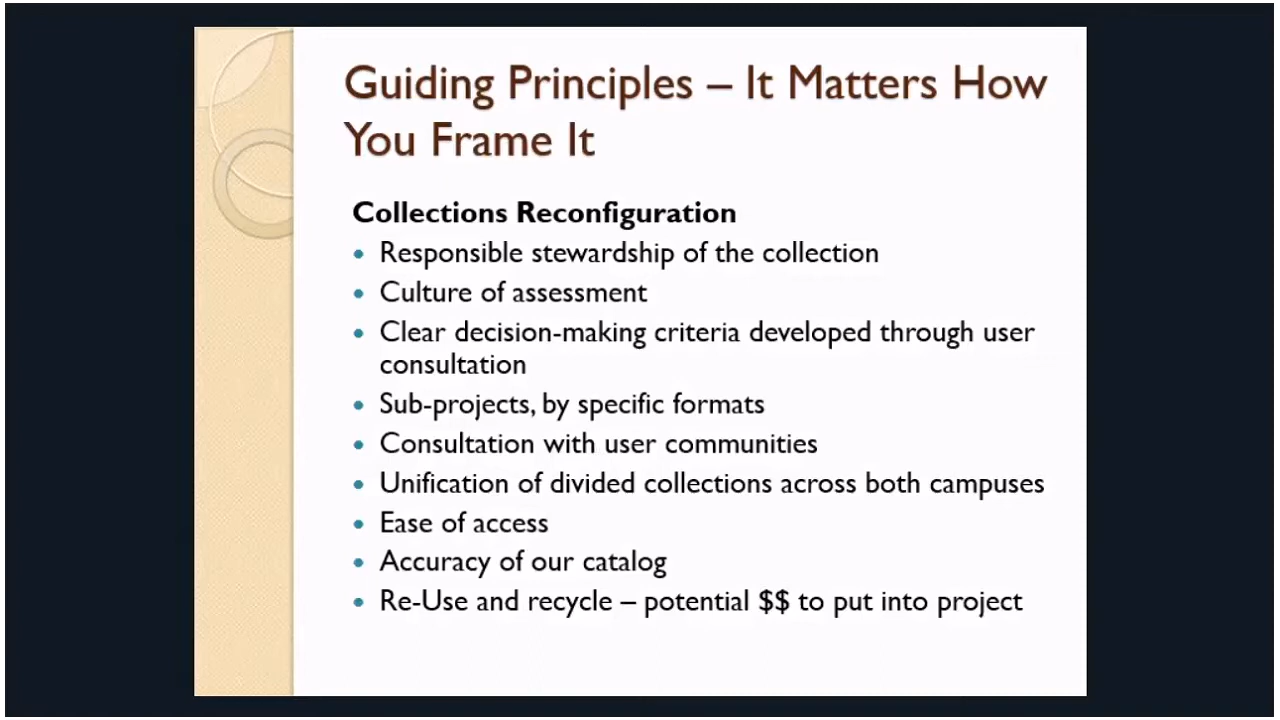 Guiding Principles – It Matters How
You Frame It
Collections Reconfiguration
• Responsible stewardship of the collection
• Culture of assessment
• Clear decision-making criteria developed through user
consultation
• Sub-projects, by specific formats
• Consultation with user communities
• Unification of divided collections across both campuses
• Ease of access
• Accuracy of our catalog
• Re-Use and recycle – potential $$ to put into project